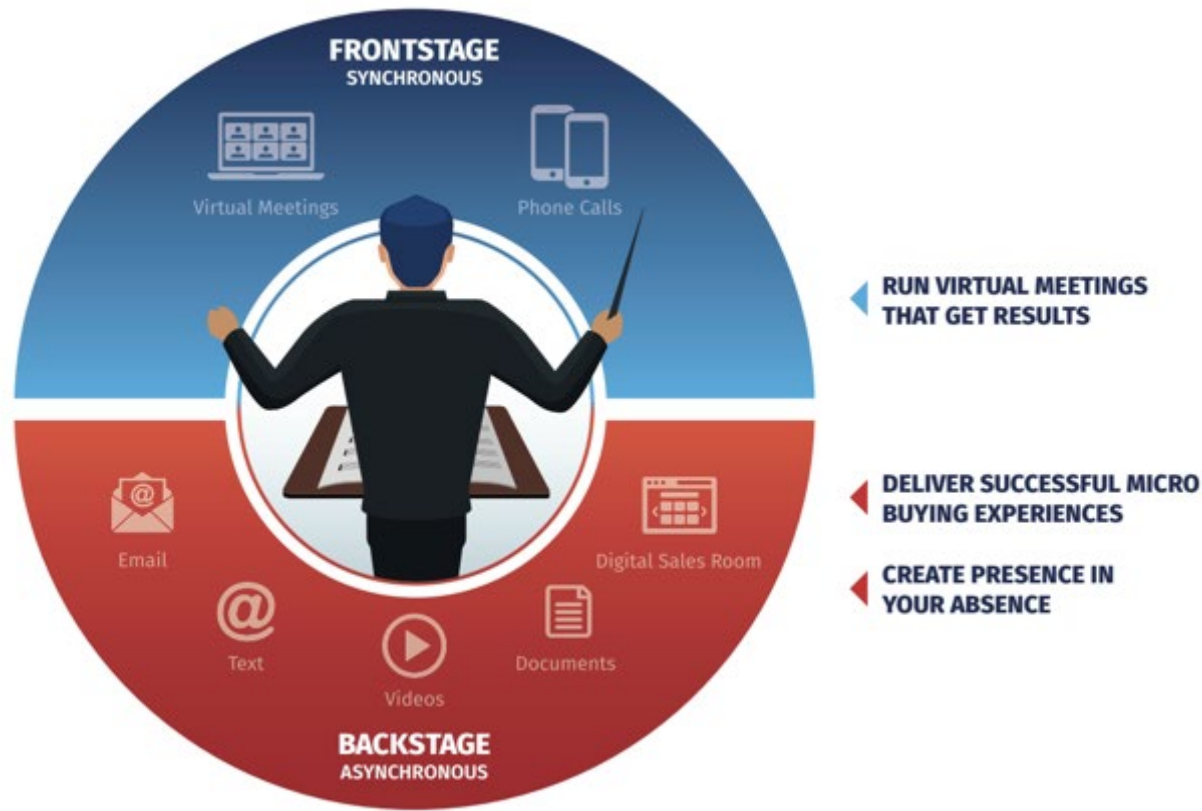 FRONTSTAGE
SYNCHRONOUS
Virtual Meetings
Phone Calls
RUN VIRTUAL MEETINGS
THAT GET RESULTS
Email
Text
Videos
Documents
Digital Sales Room
BACKSTAGE
ASYNCHRONOUS
DELIVER SUCCESSFUL MICRO
BUYING EXPERIENCES
CREATE PRESENCE IN
YOUR ABSENCE